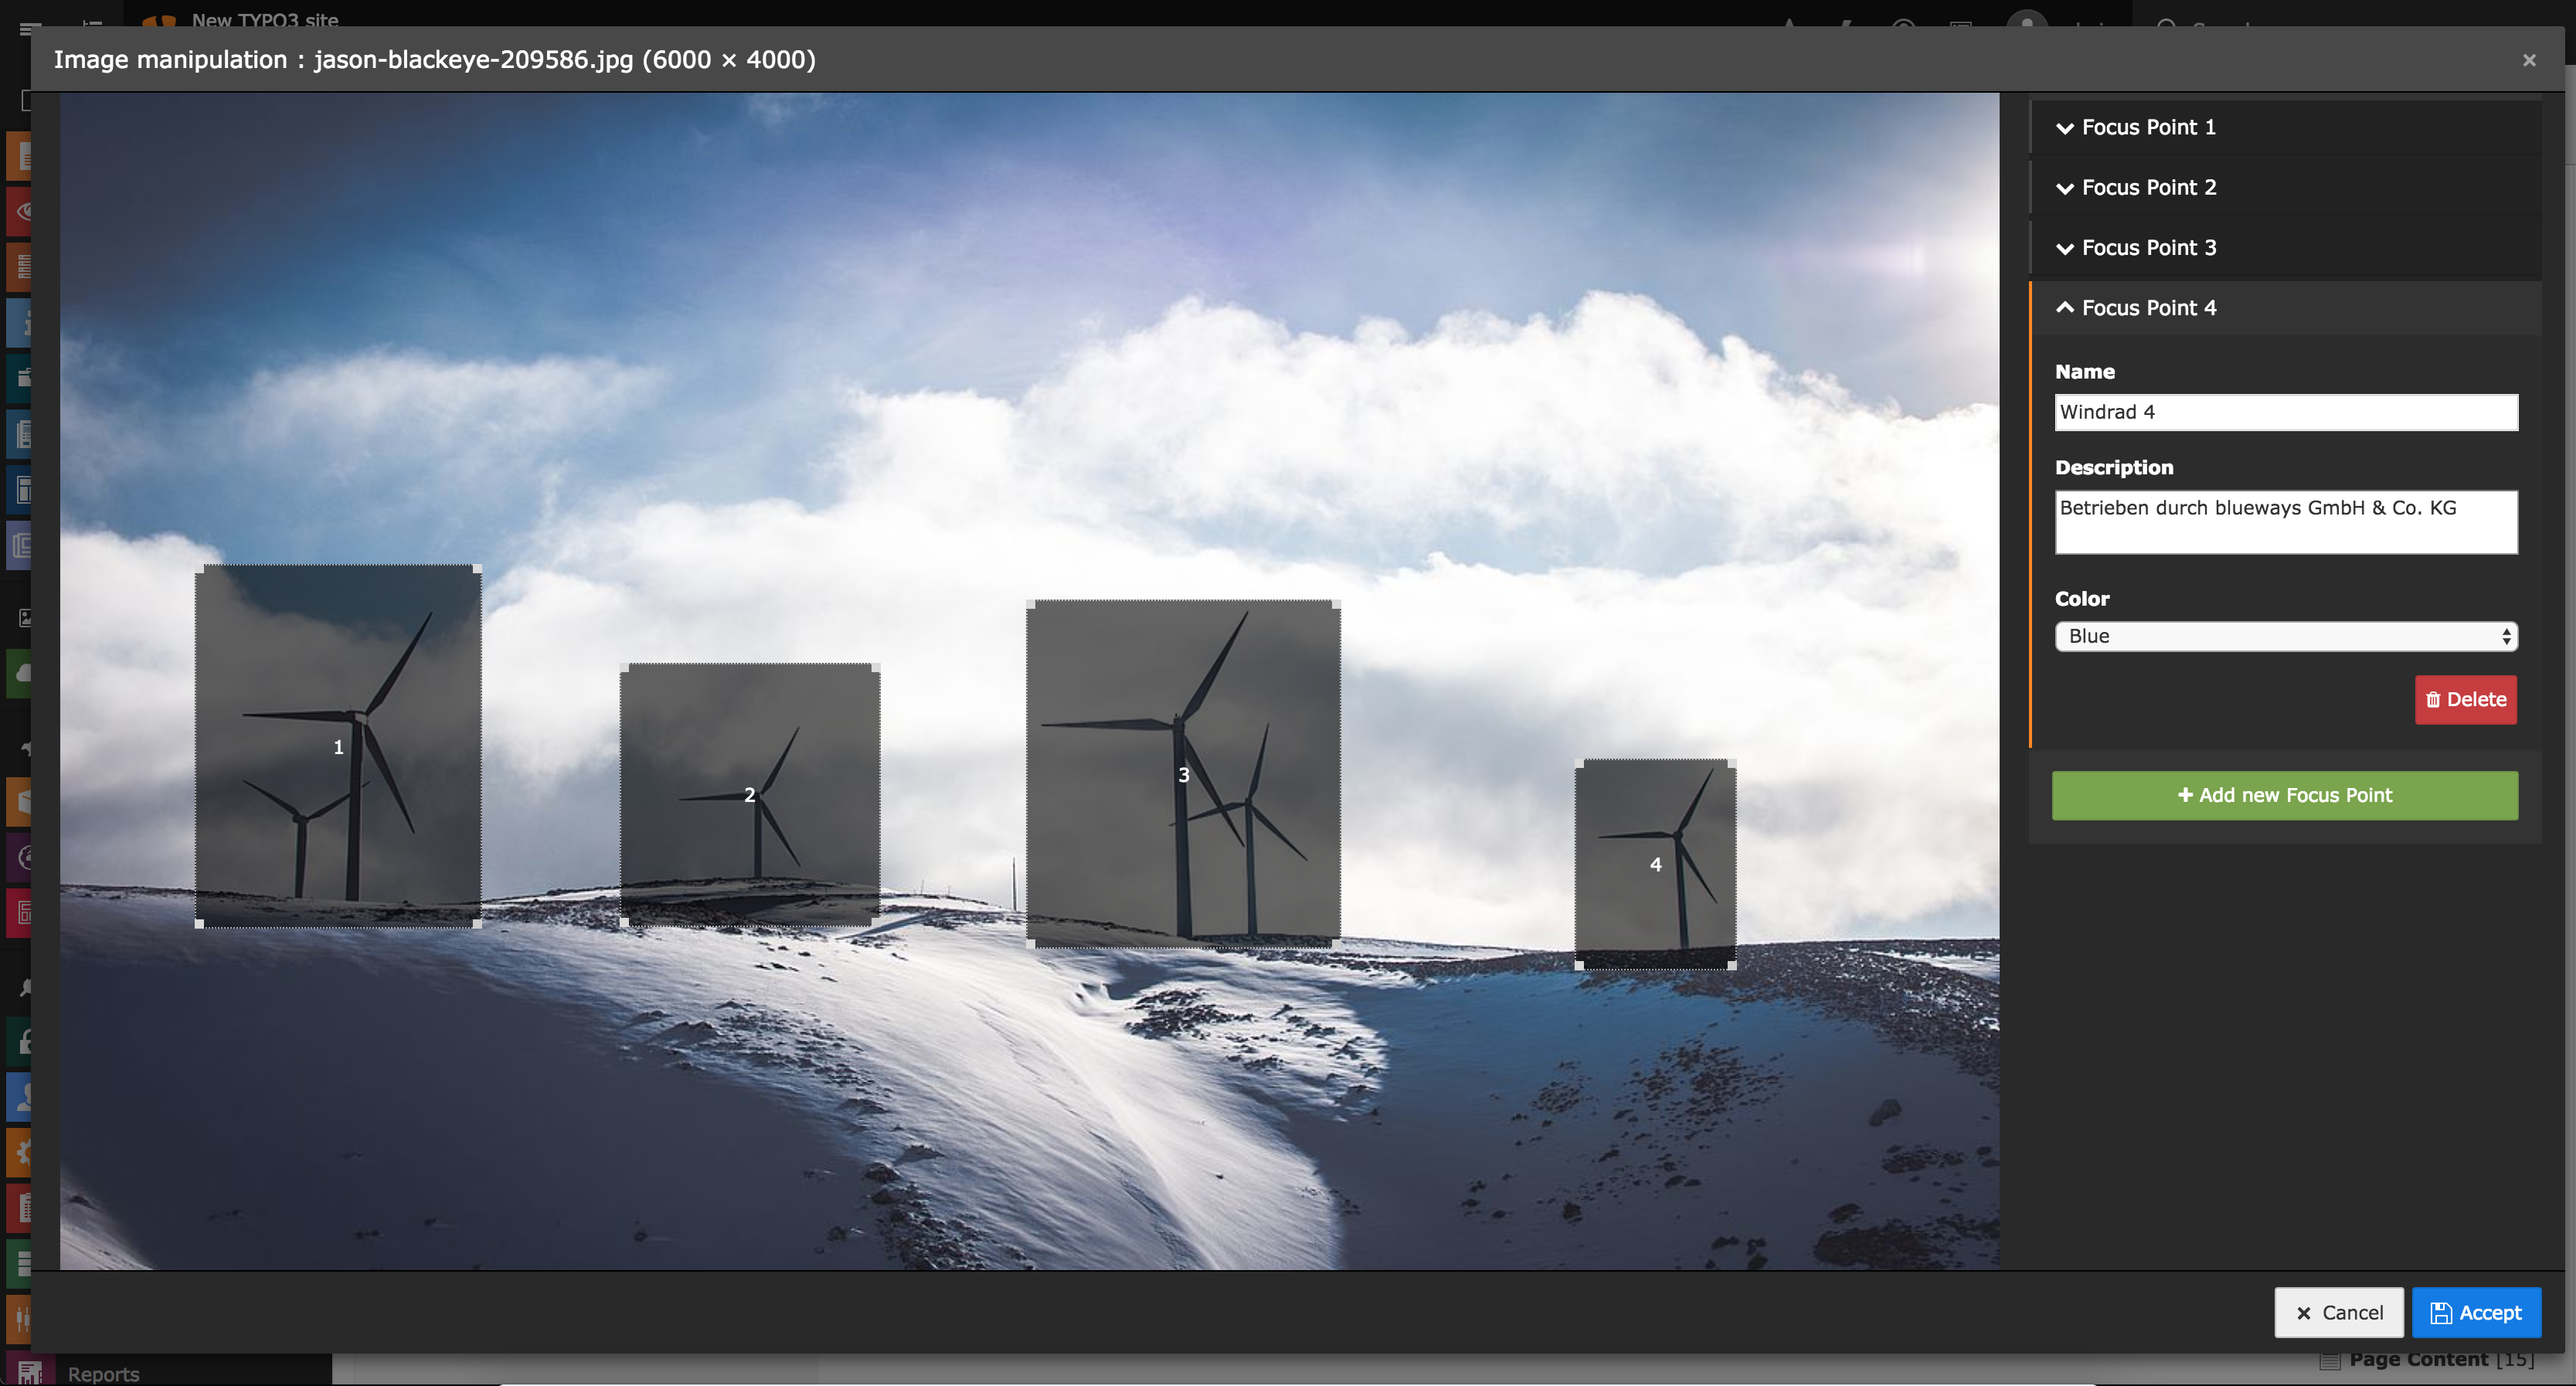 New TYPO3 site
Image manipulation : jason-blackeye-209586.jpg (6000 × 4000)
×
Focus Point 1
Focus Point 2
Focus Point 3
Focus Point 4
Name
Windrad 4
Description
Betrieben durch blueways GmbH & Co. KG
Color
Blue
Delete
+ Add new Focus Point
1
2
3
4
× Cancel
Accept
Reports
Page Content [15]